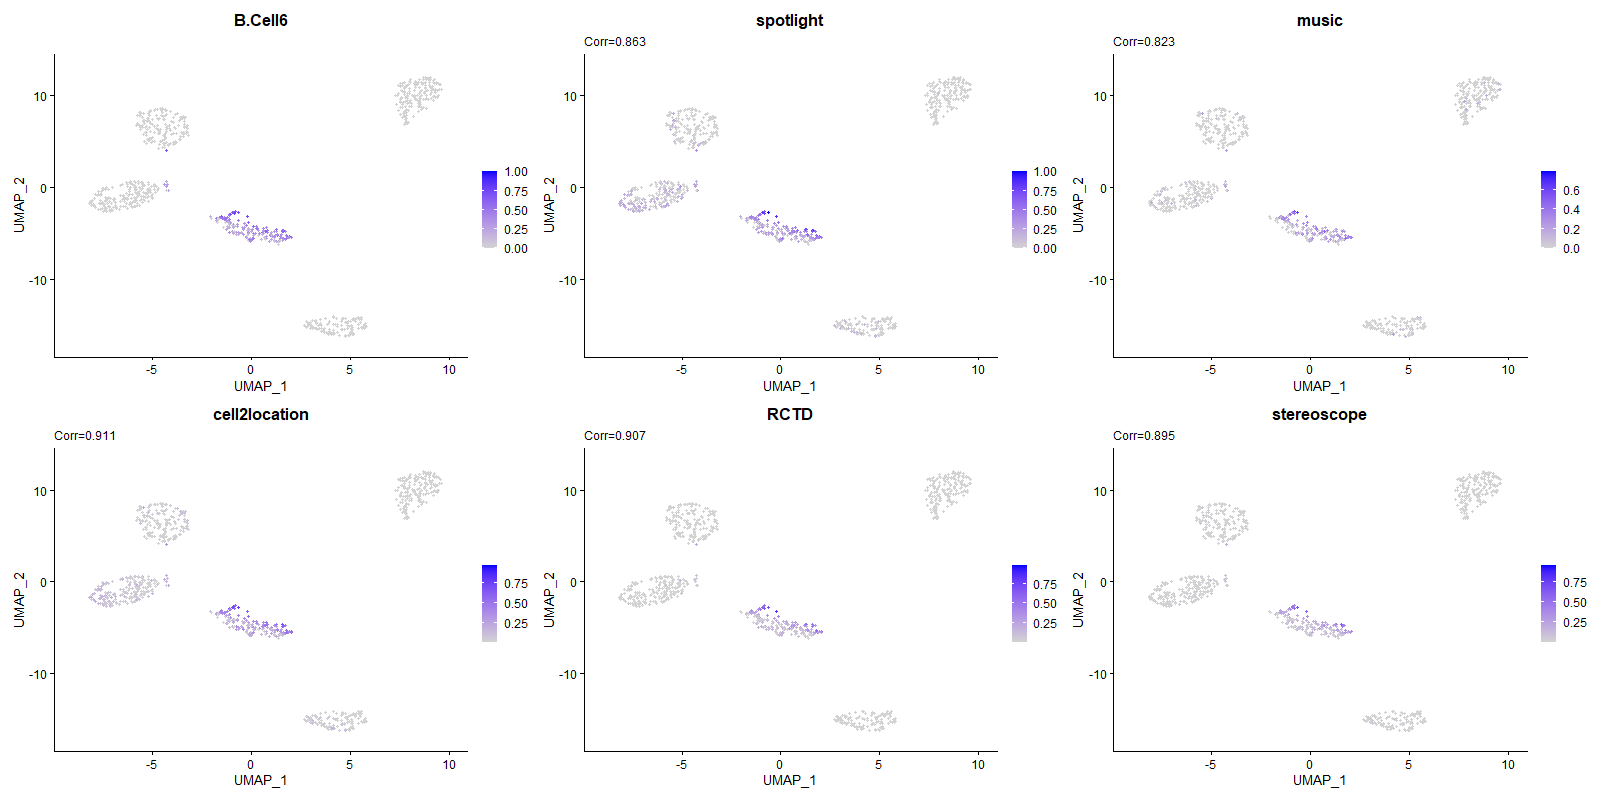 B.Cell6
10
0
-10
UMAP_2
-5
0
5
10
UMAP_1
1.00
0.75
0.50
0.25
0.00
spotlight
Corr=0.863
10
0
-10
UMAP_2
-5
0
5
10
UMAP_1
1.00
0.75
0.50
0.25
0.00
music
Corr=0.823
10
0
-10
UMAP_2
-5
0
5
10
UMAP_1
0.6
0.4
0.2
0.0
cell2location
Corr=0.911
10
0
-10
UMAP_2
-5
0
5
10
UMAP_1
0.75
0.50
0.25
RCTD
Corr=0.907
10
0
-10
UMAP_2
-5
0
5
10
UMAP_1
0.75
0.50
0.25
stereoscope
Corr=0.895
10
0
-10
UMAP_2
-5
0
5
10
UMAP_1
0.75
0.50
0.25